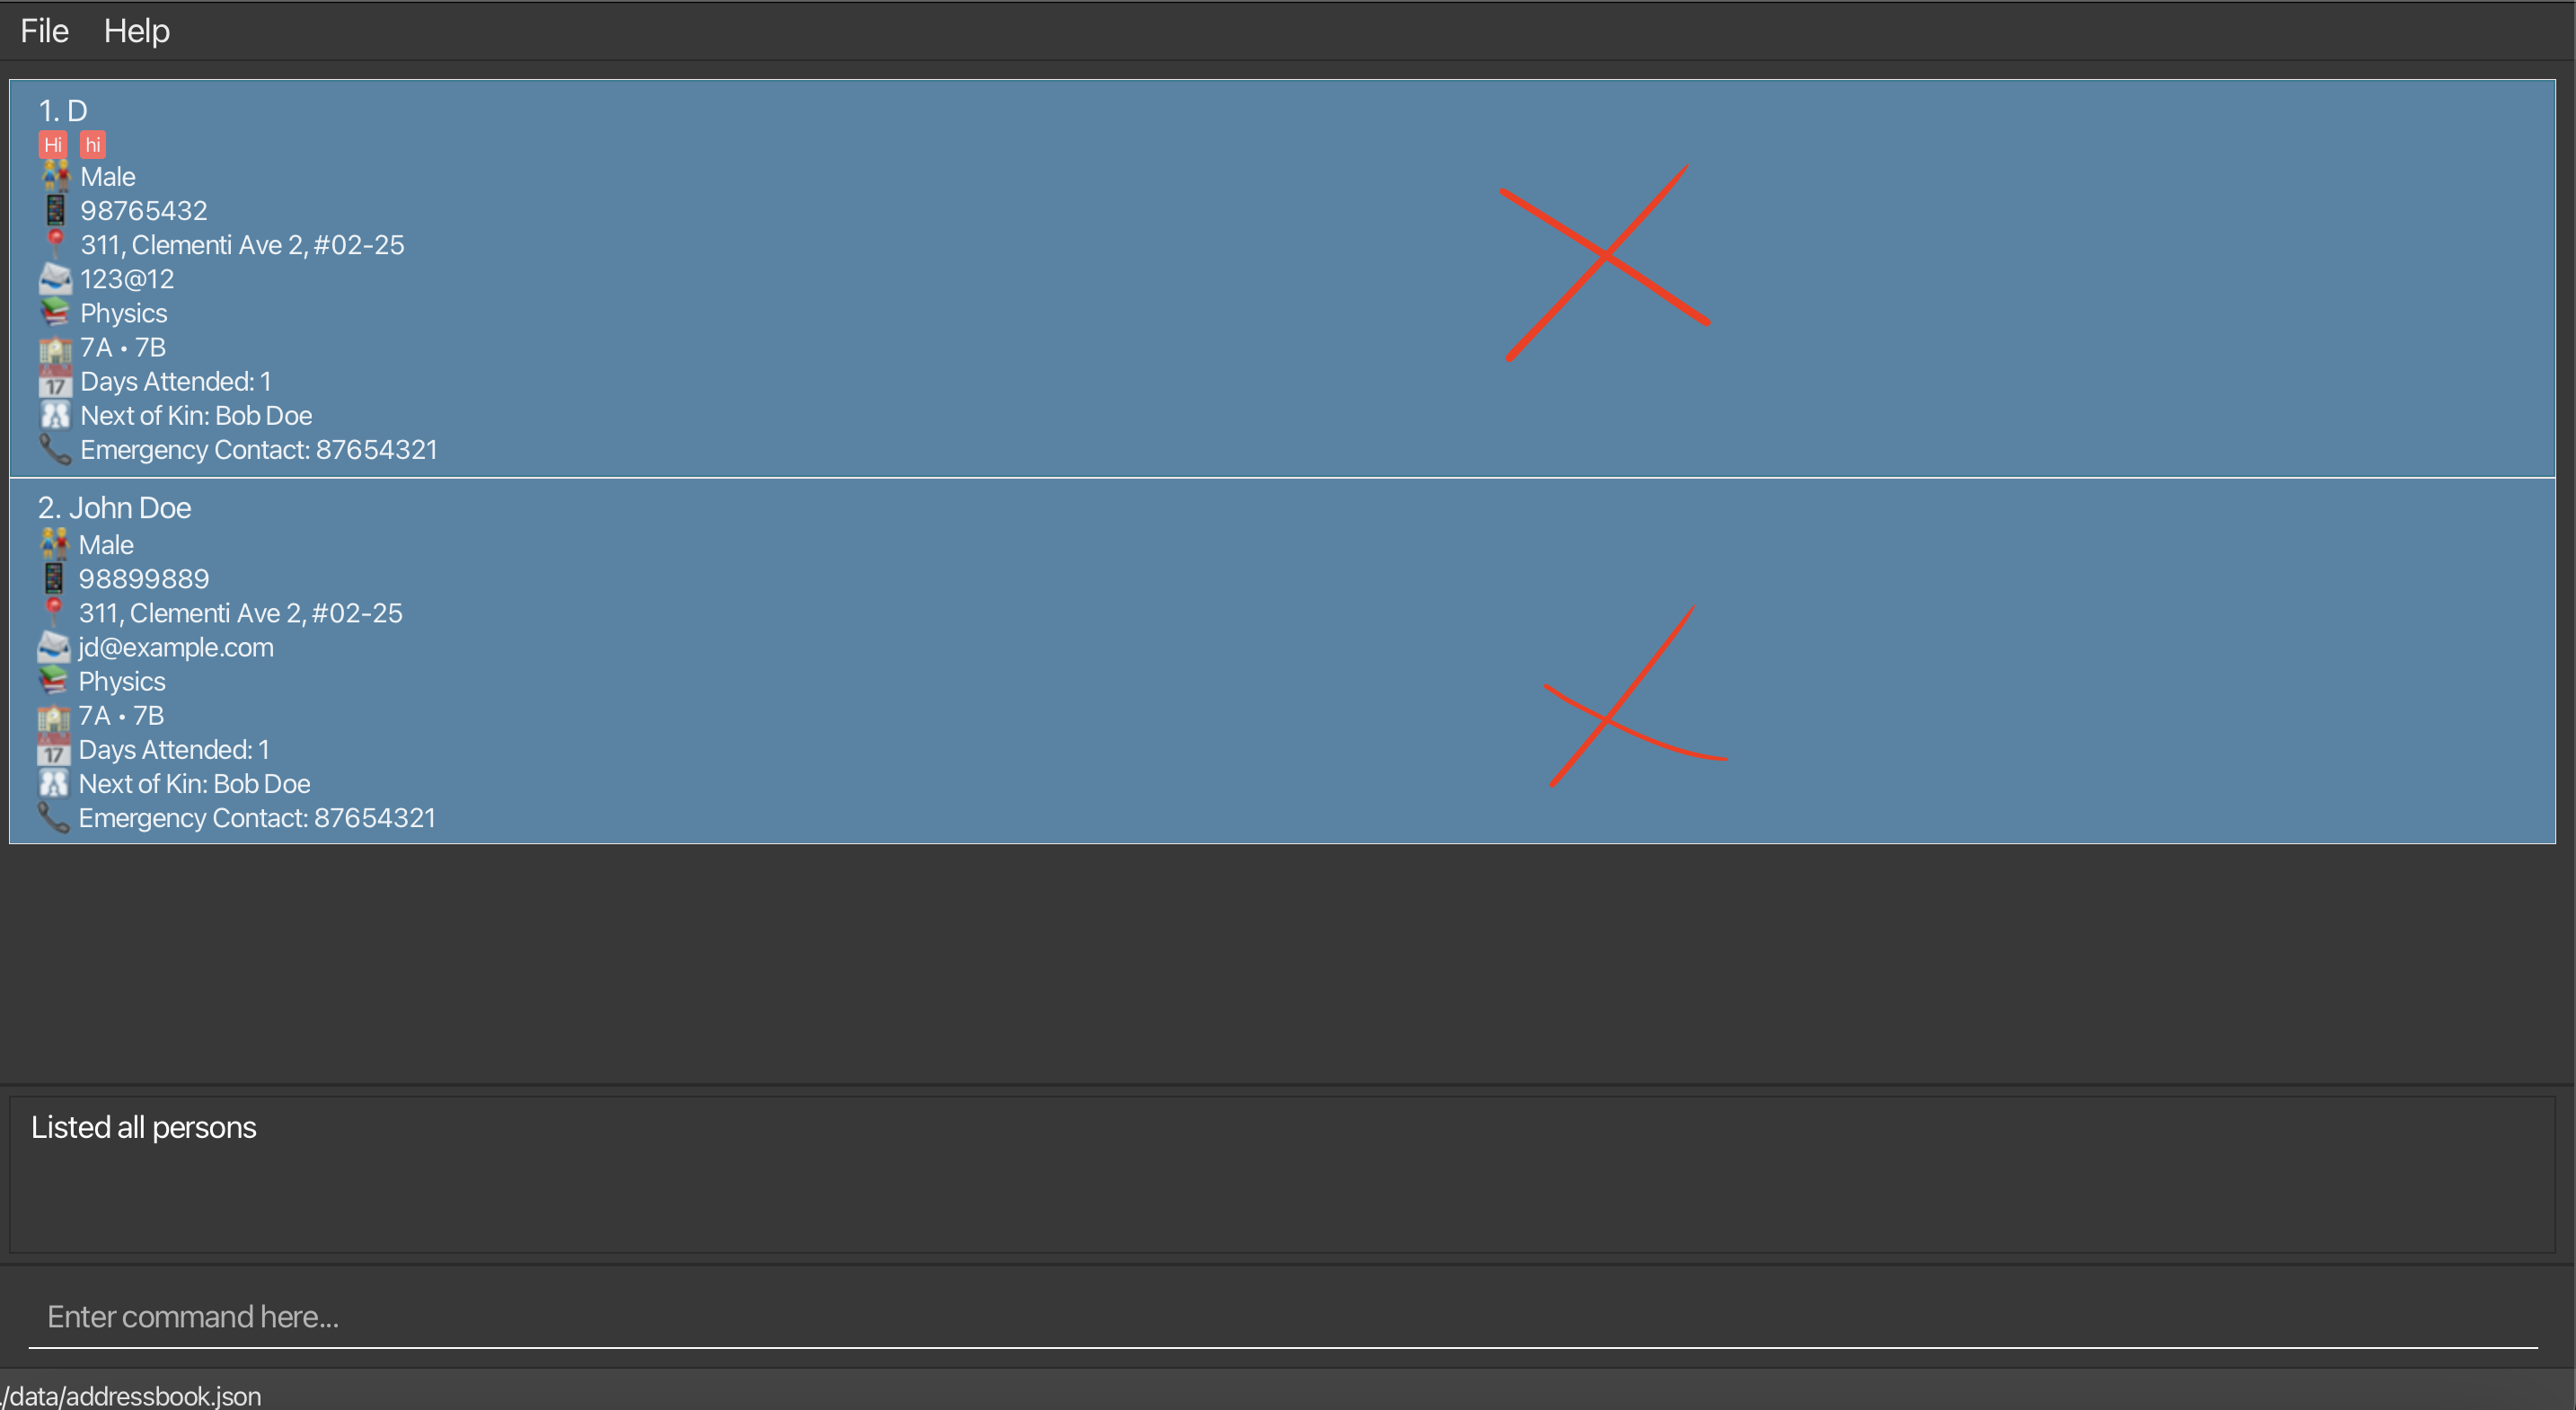 File Help
1. D
Hi hi
Male
98765432
311, Clementi Ave 2, #02-25
123@12
Physics
7A • 7B
17 Days Attended: 1
Next of Kin: Bob Doe
Emergency Contact: 87654321
2. John Doe
Male
98899889
311, Clementi Ave 2, #02-25
jd@example.com
Physics
7A • 7B
17 Days Attended: 1
Next of Kin: Bob Doe
Emergency Contact: 87654321
Listed all persons
Enter command here...
./data/addressbook.json